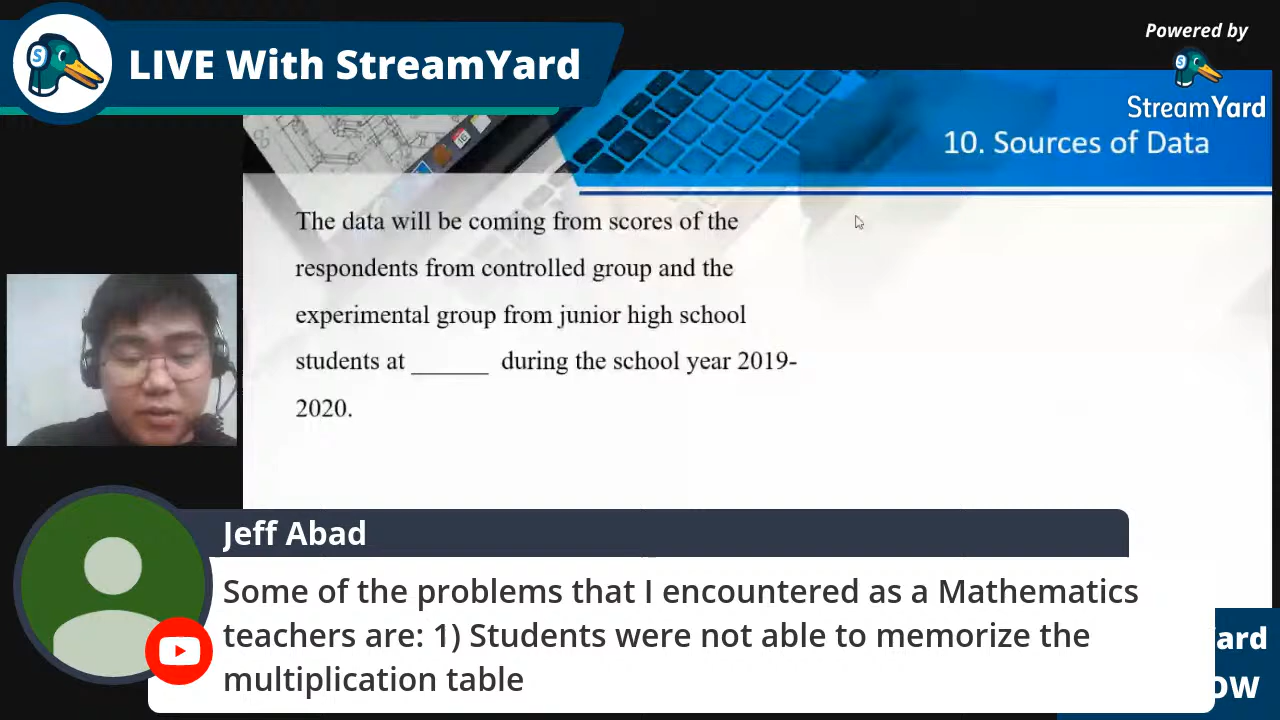 LIVE With StreamYard
Powered by
StreamYard
10. Sources of Data
The data will be coming from scores of the
respondents from controlled group and the
experimental group from junior high school
students at ______ during the school year 2019-
2020.
Jeff Abad
Some of the problems that I encountered as a Mathematics
teachers are: 1) Students were not able to memorize the
multiplication table